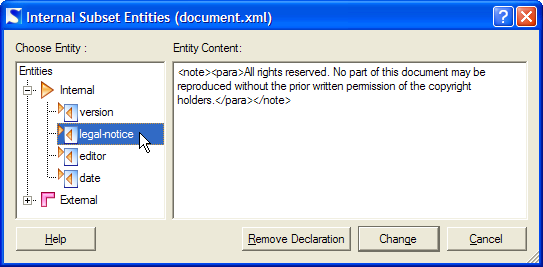 Internal Subset Entities (document.xml)
Choose Entity :
Entity Content:
Entities
Internal
version
legal-notice
editor
date
External
<note><para>All rights reserved. No part of this document may be
reproduced without the prior written permission of the copyright
holders.</para></note>
Help
Remove Declaration
Change
Cancel